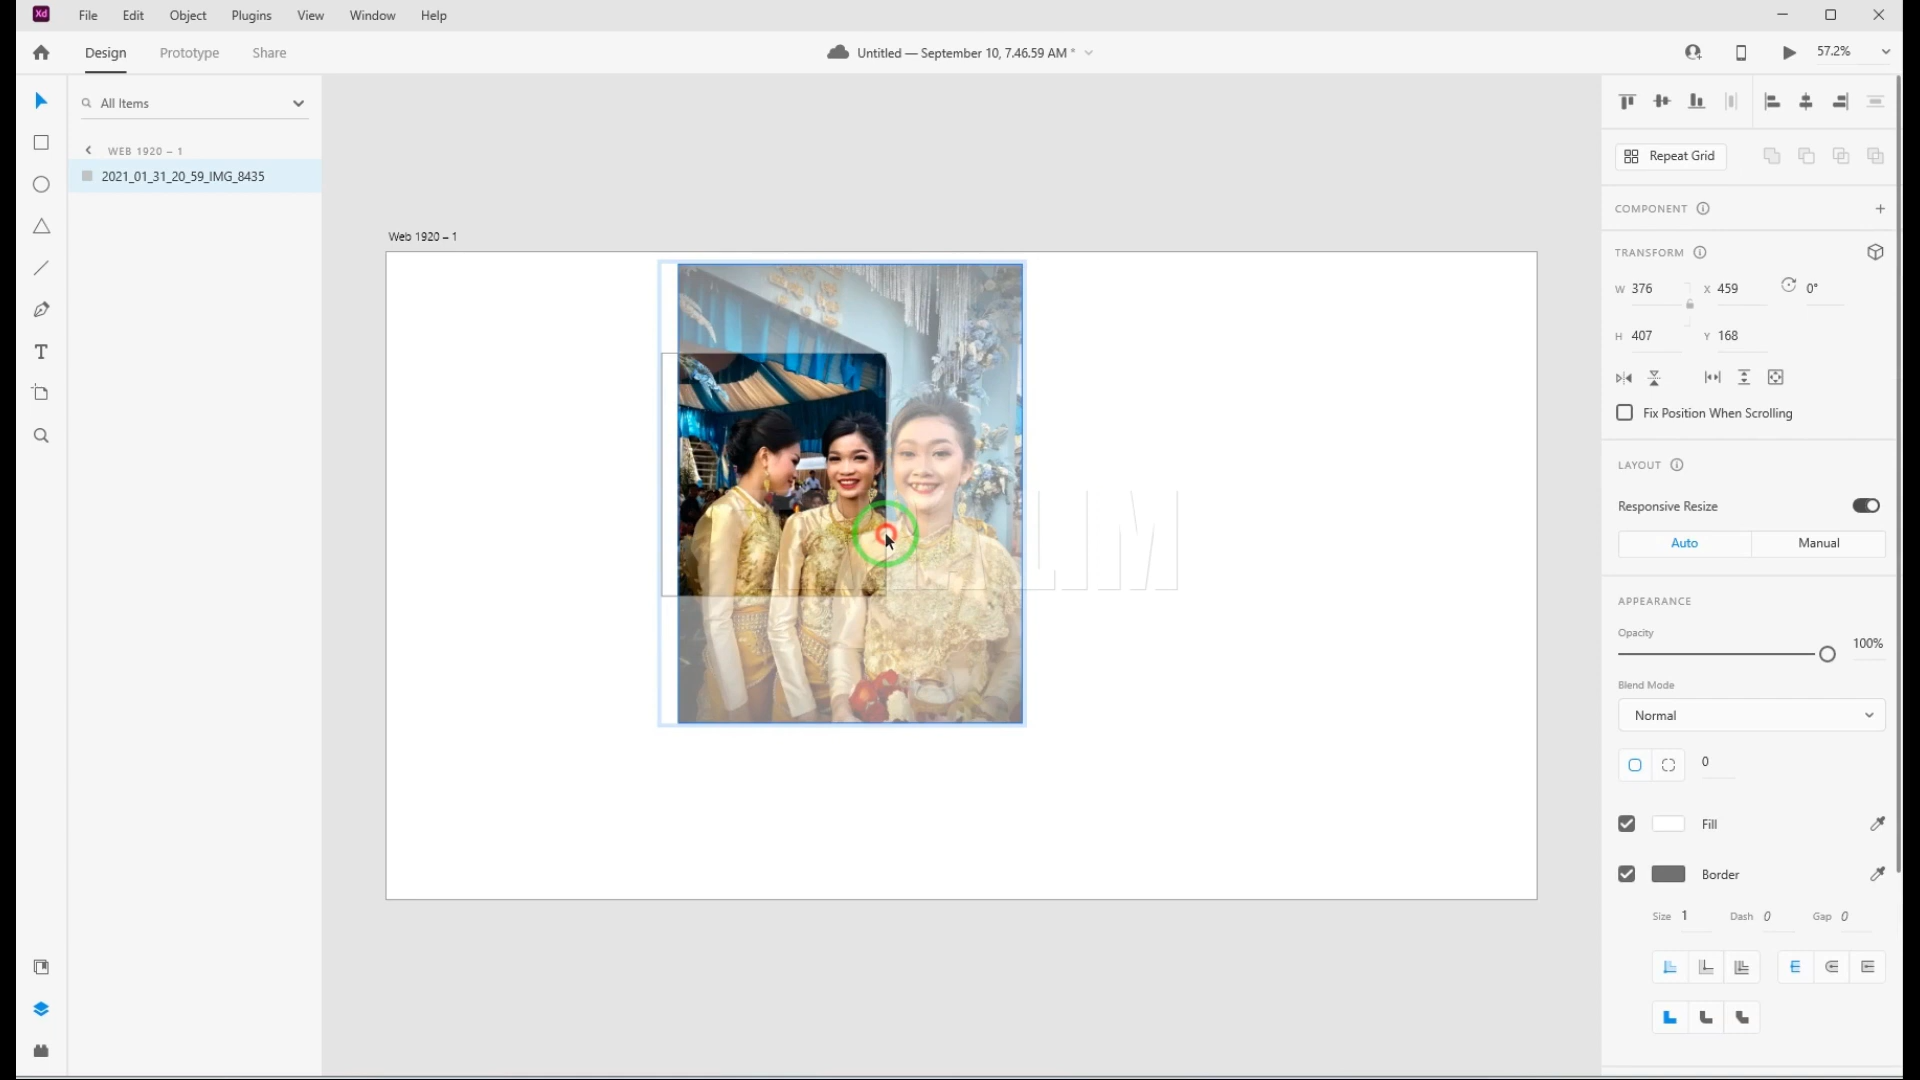 Xd File Edit Object Plugins View Window Help
Design Prototype Share Untitled — September 10, 7.46.59 AM * 57.2%
All Items
WEB 1920 – 1
2021_01_31_20_59_IMG_8435
Web 1920 – 1
Repeat Grid
COMPONENT
TRANSFORM
W 376 X 459 0°
H 407 Y 168
Fix Position When Scrolling
LAYOUT
Responsive Resize
Auto Manual
APPEARANCE
Opacity
100%
Blend Mode
Normal
0
Fill
Border
Size 1 Dash 0 Gap 0